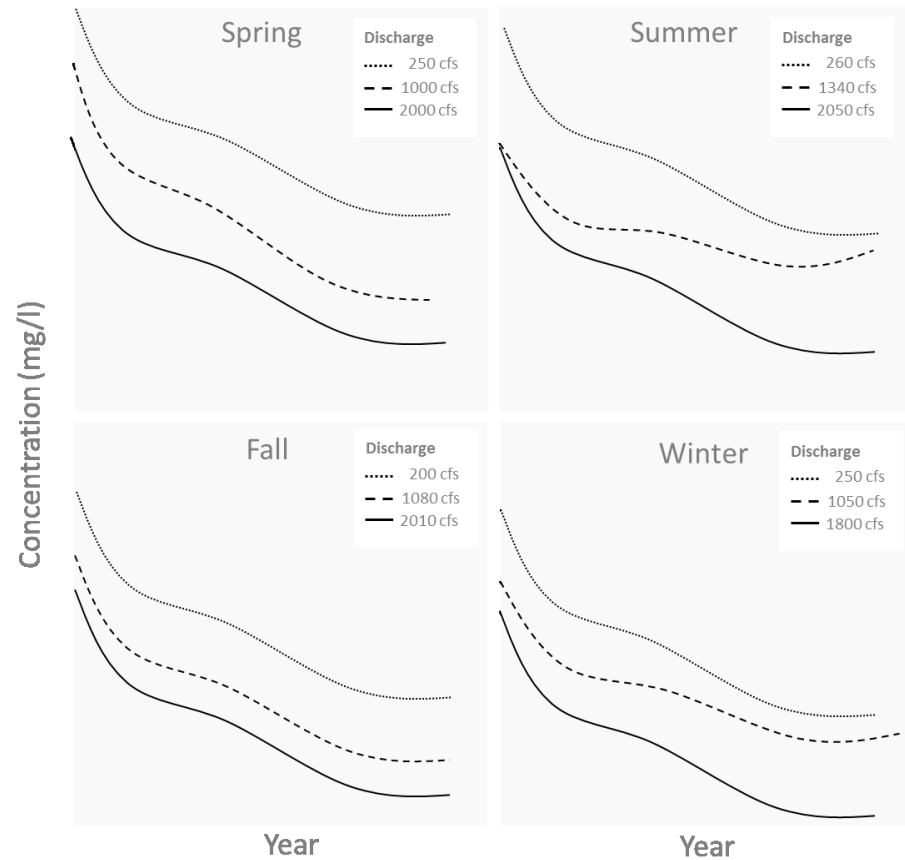 Spring
Discharge
250 cfs
1000 cfs
2000 cfs
Summer
Discharge
260 cfs
1340 cfs
2050 cfs
Concentration (mg/l)
Fall
Discharge
200 cfs
1080 cfs
2010 cfs
Winter
Discharge
250 cfs
1050 cfs
1800 cfs
Year
Year